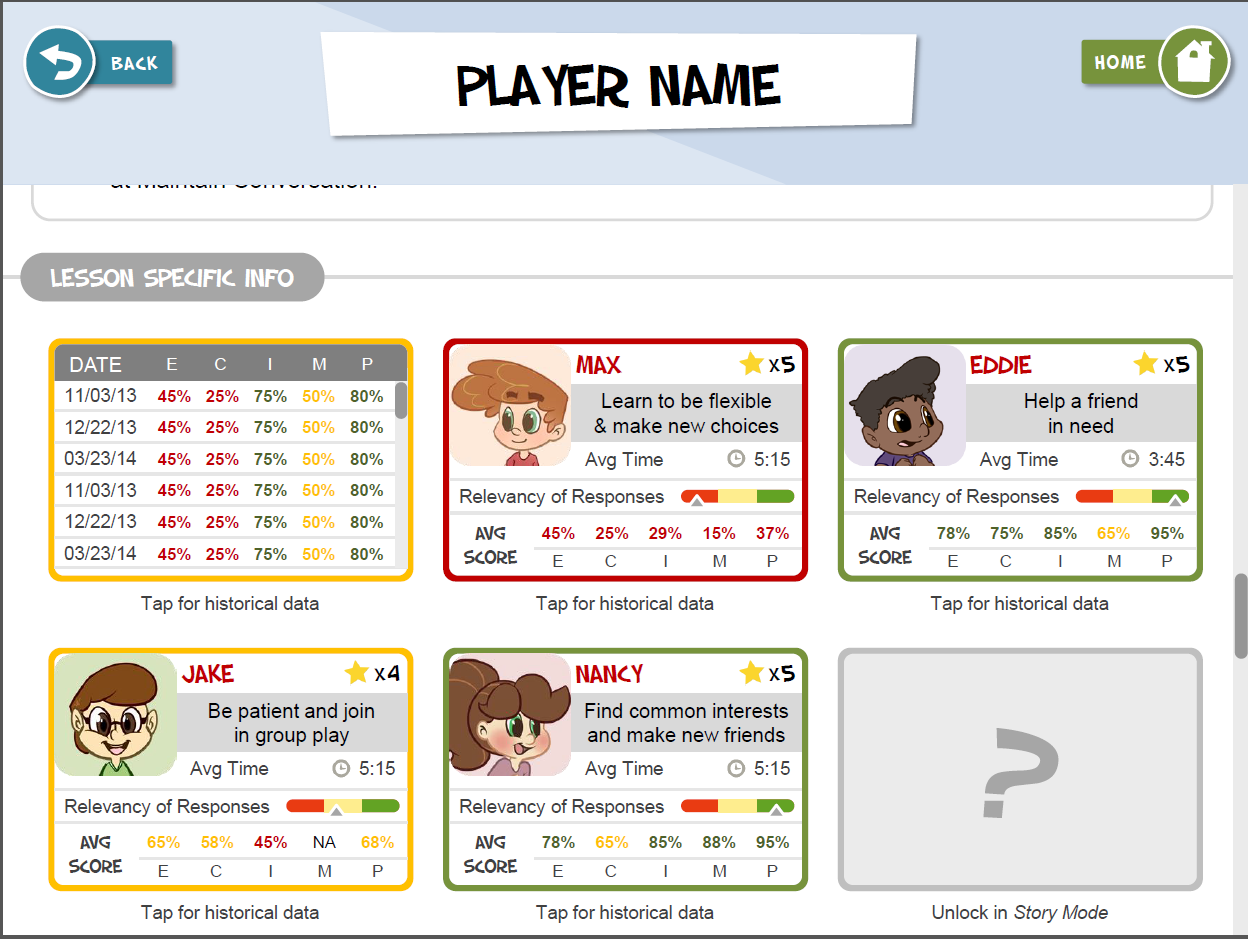 BACK
PLAYER NAME
HOME
at Maintain Conversation.
LESSON SPECIFIC INFO
DATE E C I M P
11/03/13 45% 25% 75% 50% 80%
12/22/13 45% 25% 75% 50% 80%
03/23/14 45% 25% 75% 50% 80%
11/03/13 45% 25% 75% 50% 80%
12/22/13 45% 25% 75% 50% 80%
03/23/14 45% 25% 75% 50% 80%
Tap for historical data
MAX x5
Learn to be flexible
& make new choices
Avg Time 5:15
Relevancy of Responses
AVG
SCORE
45% 25% 29% 15% 37%
E C I M P
Tap for historical data
EDDIE x5
Help a friend
in need
Avg Time 3:45
Relevancy of Responses
AVG
SCORE
78% 75% 85% 65% 95%
E C I M P
Tap for historical data
JAKE x4
Be patient and join
in group play
Avg Time 5:15
Relevancy of Responses
AVG
SCORE
65% 58% 45% NA 68%
E C I M P
Tap for historical data
NANCY x5
Find common interests
and make new friends
Avg Time 5:15
Relevancy of Responses
AVG
SCORE
78% 65% 85% 88% 95%
E C I M P
Tap for historical data
?
Unlock in Story Mode